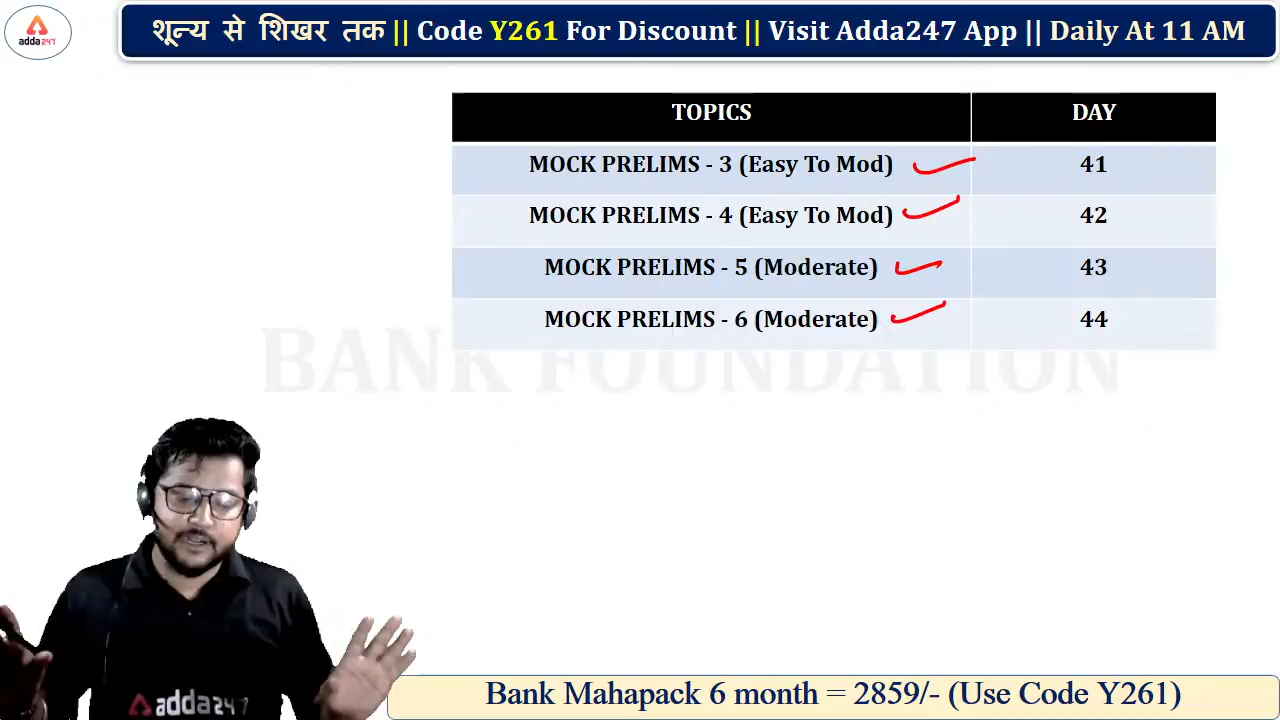 शून्य से शिखर तक || Code Y261 For Discount || Visit Adda247 App || Daily At 11 AM
adda247
TOPICS DAY
MOCK PRELIMS - 3 (Easy To Mod) 41
MOCK PRELIMS - 4 (Easy To Mod) 42
MOCK PRELIMS - 5 (Moderate) 43
MOCK PRELIMS - 6 (Moderate) 44
BANK FOUNDATION
adda247
Bank Mahapack 6 month = 2859/- (Use Code Y261)